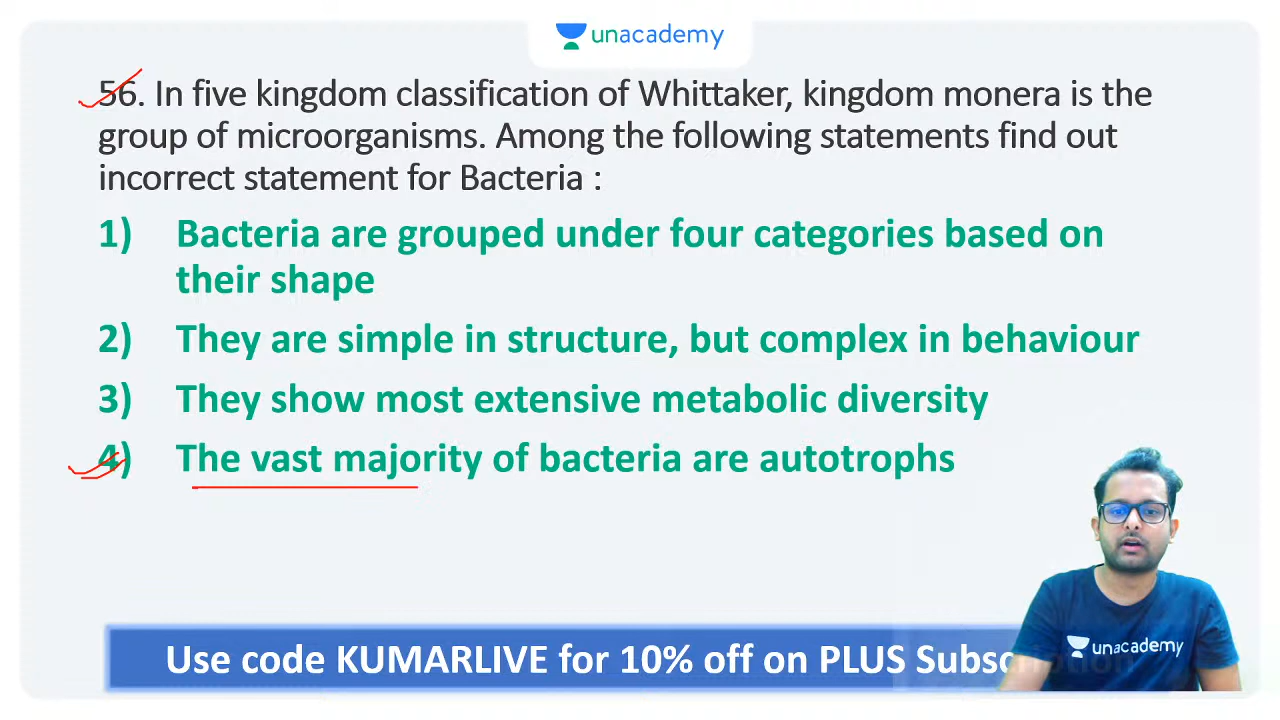 unacademy
56. In five kingdom classification of Whittaker, kingdom monera is the
group of microorganisms. Among the following statements find out
incorrect statement for Bacteria :
1) Bacteria are grouped under four categories based on
their shape
2) They are simple in structure, but complex in behaviour
3) They show most extensive metabolic diversity
4) The vast majority of bacteria are autotrophs
unacademy
Use code KUMARLIVE for 10% off on PLUS Subscription